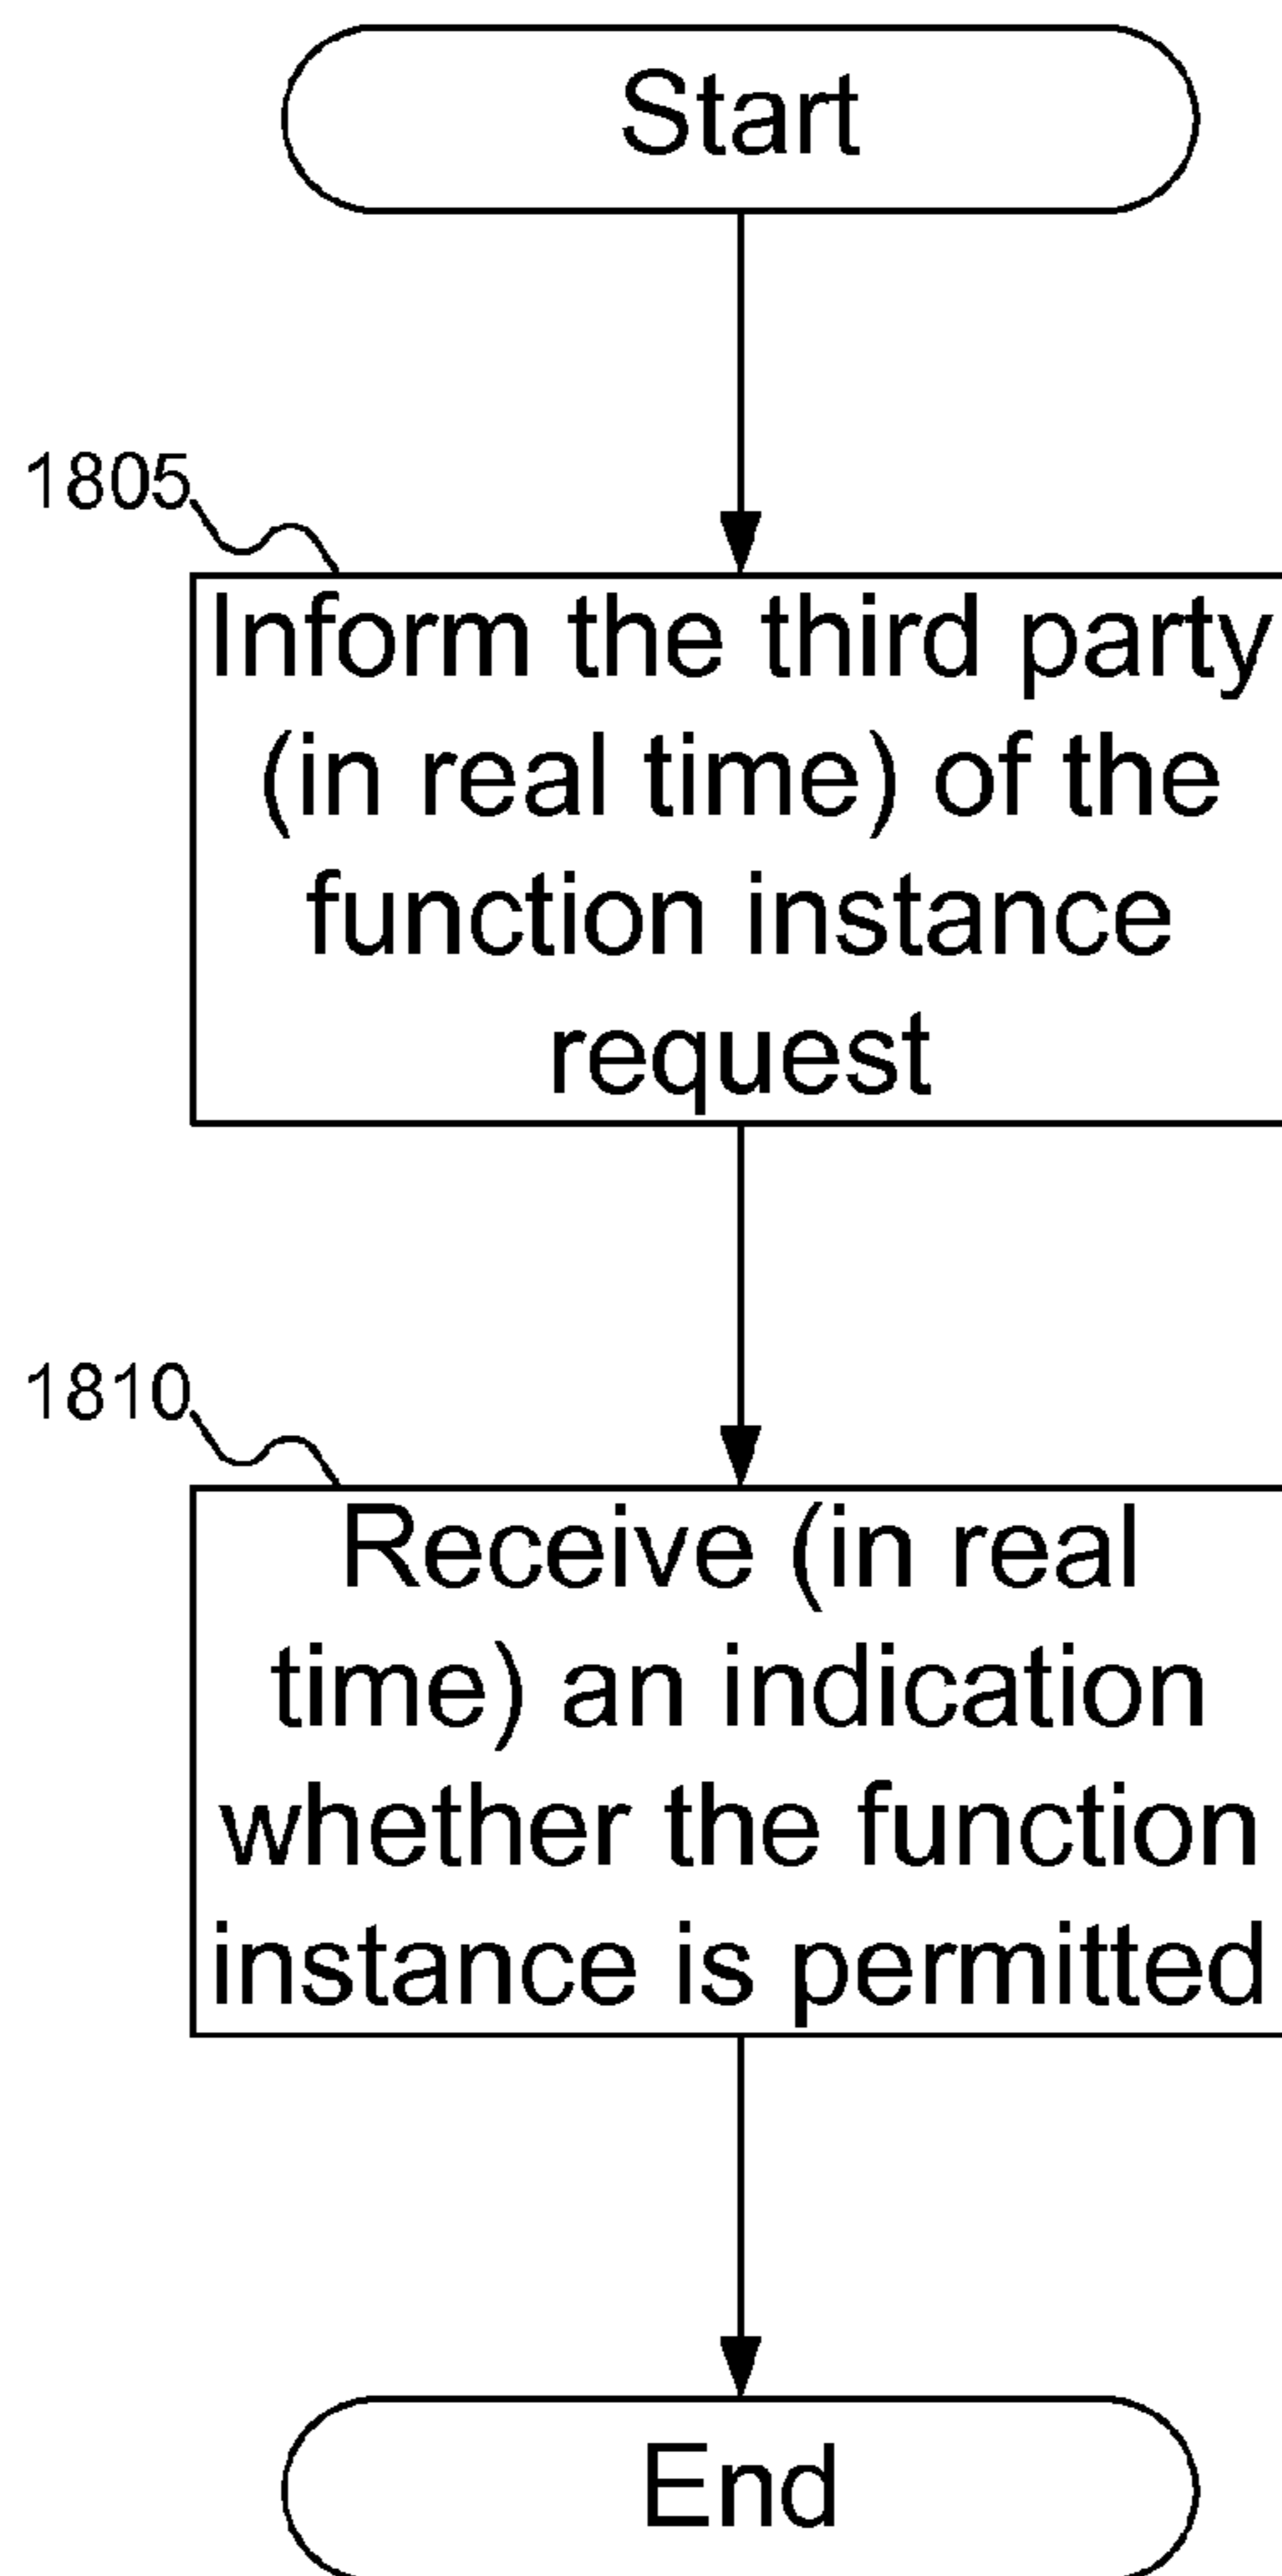 Start
1805
Inform the third party
(in real time) of the
function instance
request
1810
Receive (in real
time) an indication
whether the function
instance is permitted
End